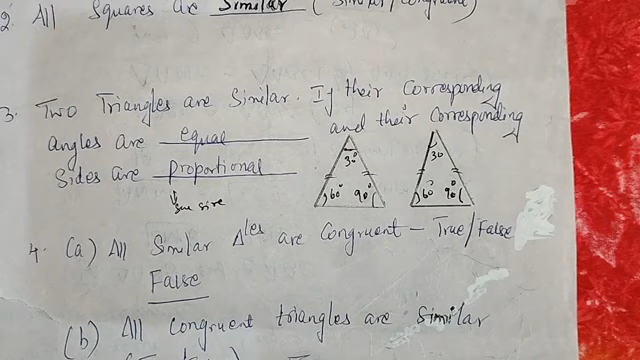 2. All Squares are Similar (Similar/Congruent)
3. Two Triangles are Similar. If their Corresponding
angles are equal and their Corresponding
Sides are proportional
30° 60° 90°
30 60° 90°
4. (a) All Similar Δles are Congruent - True/False
False
(b) All Congruent triangles are Similar